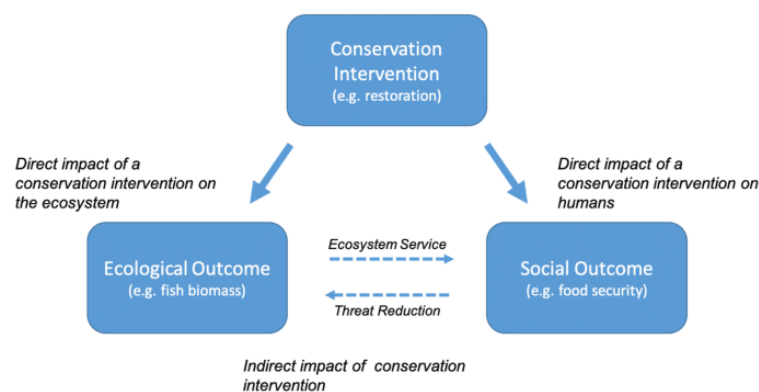 Conservation
Intervention
(e.g. restoration)
Direct impact of a
conservation intervention on
the ecosystem
Direct impact of a
conservation intervention on
humans
Ecological Outcome
(e.g. fish biomass)
Ecosystem Service
Threat Reduction
Social Outcome
(e.g. food security)
Indirect impact of conservation
intervention